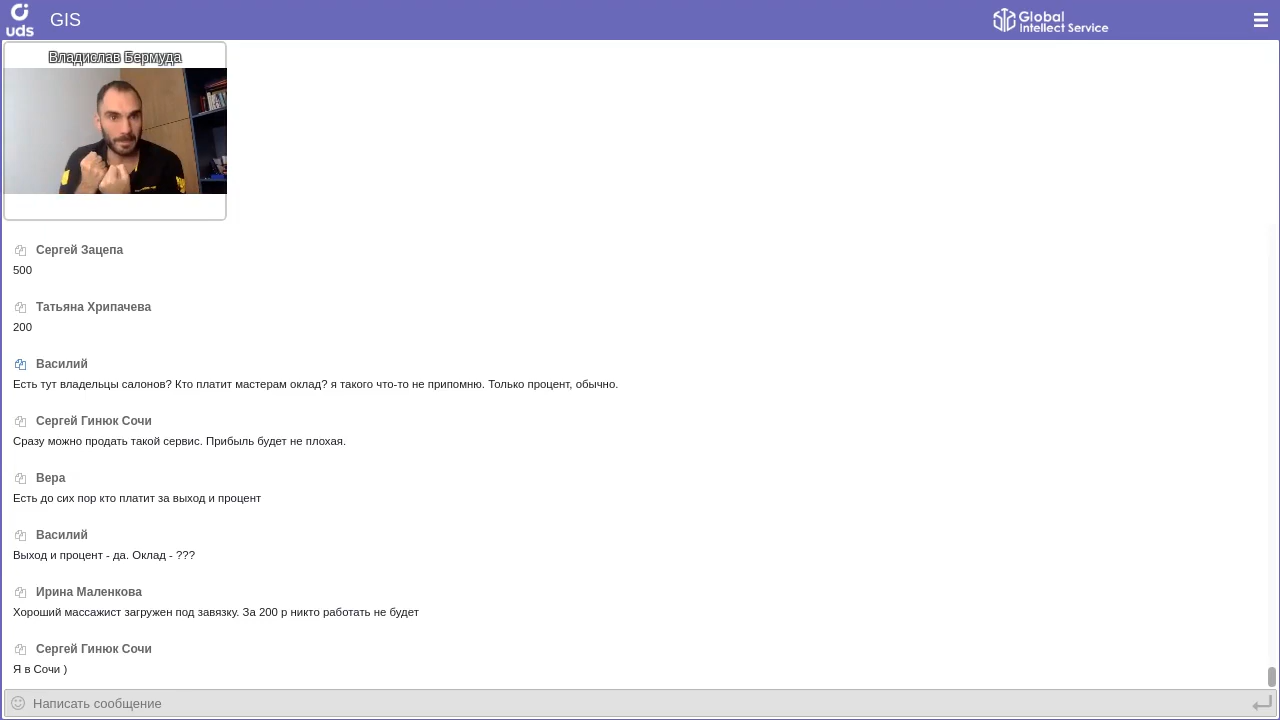 uds
GIS
Global
Intellect Service
Владислав Бермуда
Сергей Зацепа
500
Татьяна Хрипачева
200
Василий
Есть тут владельцы салонов? Кто платит мастерам оклад? я такого что-то не припомню. Только процент, обычно.
Сергей Гинюк Сочи
Сразу можно продать такой сервис. Прибыль будет не плохая.
Вера
Есть до сих пор кто платит за выход и процент
Василий
Выход и процент - да. Оклад - ???
Ирина Маленкова
Хороший массажист загружен под завязку. За 200 р никто работать не будет
Сергей Гинюк Сочи
Я в Сочи )
Написать сообщение